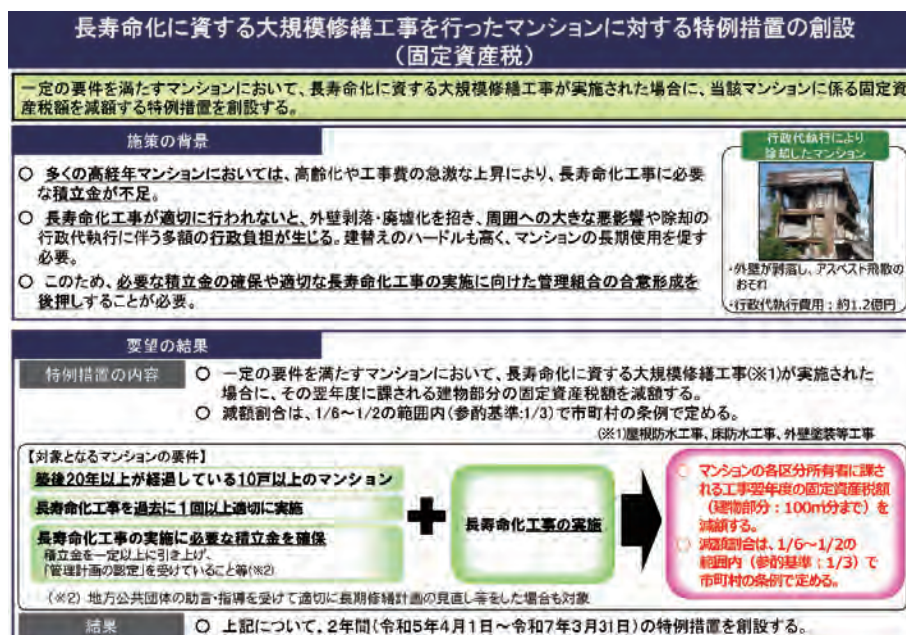 長寿命化に資する大規模修繕工事を行ったマンションに対する特例措置の創設
（固定資産税）
一定の要件を満たすマンションにおいて、長寿命化に資する大規模修繕工事が実施された場合に、当該マンションに係る固定資
産税額を減額する特例措置を創設する。
施策の背景
○ 多くの高経年マンションにおいては、高齢化や工事費の急激な上昇により、長寿命化工事に必要
な積立金が不足。
○ 長寿命化工事が適切に行われないと、外壁剥落・廃墟化を招き、周囲への大きな悪影響や除却の
行政代執行に伴う多額の行政負担が生じる。建替えのハードルも高く、マンションの長期使用を促す
必要。
○ このため、必要な積立金の確保や適切な長寿命化工事の実施に向けた管理組合の合意形成を
後押しすることが必要。
行政代執行により
除却したマンション
・外壁が剥落し、アスベスト飛散の
おそれ
・行政代執行費用：約1.2億円
要望の結果
特例措置の内容
○ 一定の要件を満たすマンションにおいて、長寿命化に資する大規模修繕工事(※1)が実施された
場合に、その翌年度に課される建物部分の固定資産税額を減額する。
○ 減額割合は、1/6～1/2の範囲内(参酌基準:1/3)で市町村の条例で定める。
(※1)屋根防水工事、床防水工事、外壁塗装等工事
【対象となるマンションの要件】
築後20年以上が経過している10戸以上のマンション
長寿命化工事を過去に1回以上適切に実施
長寿命化工事の実施に必要な積立金を確保
積立金を一定以上に引き上げ、
「管理計画の認定」を受けていること等(※2)
（※2）地方公共団体の助言・指導を受けて適切に長期修繕計画の見直し等をした場合も対象
長寿命化工事の実施
○ マンションの各区分所有者に課さ
れる工事翌年度の固定資産税額
（建物部分：100㎡分まで）を
減額する。
○ 減額割合は、1/6～1/2の
範囲内（参酌基準：1/3）で
市町村の条例で定める。
結果
○ 上記について、2年間(令和5年4月1日～令和7年3月31日)の特例措置を創設する。